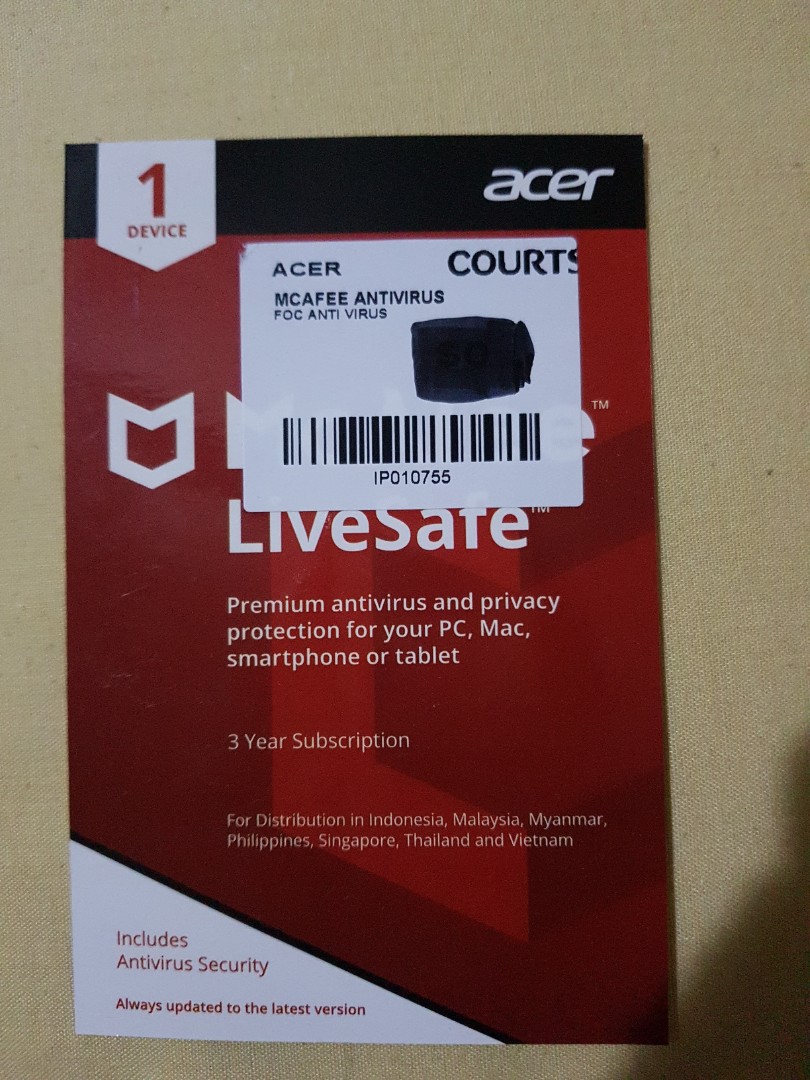 1
DEVICE
acer
ACER COURTS
MCAFEE ANTIVIRUS
FOC ANTI VIRUS
IP010755
TM
LiveSafe™
Premium antivirus and privacy
protection for your PC, Mac,
smartphone or tablet
3 Year Subscription
For Distribution in Indonesia, Malaysia, Myanmar,
Philippines, Singapore, Thailand and Vietnam
Includes
Antivirus Security
Always updated to the latest version